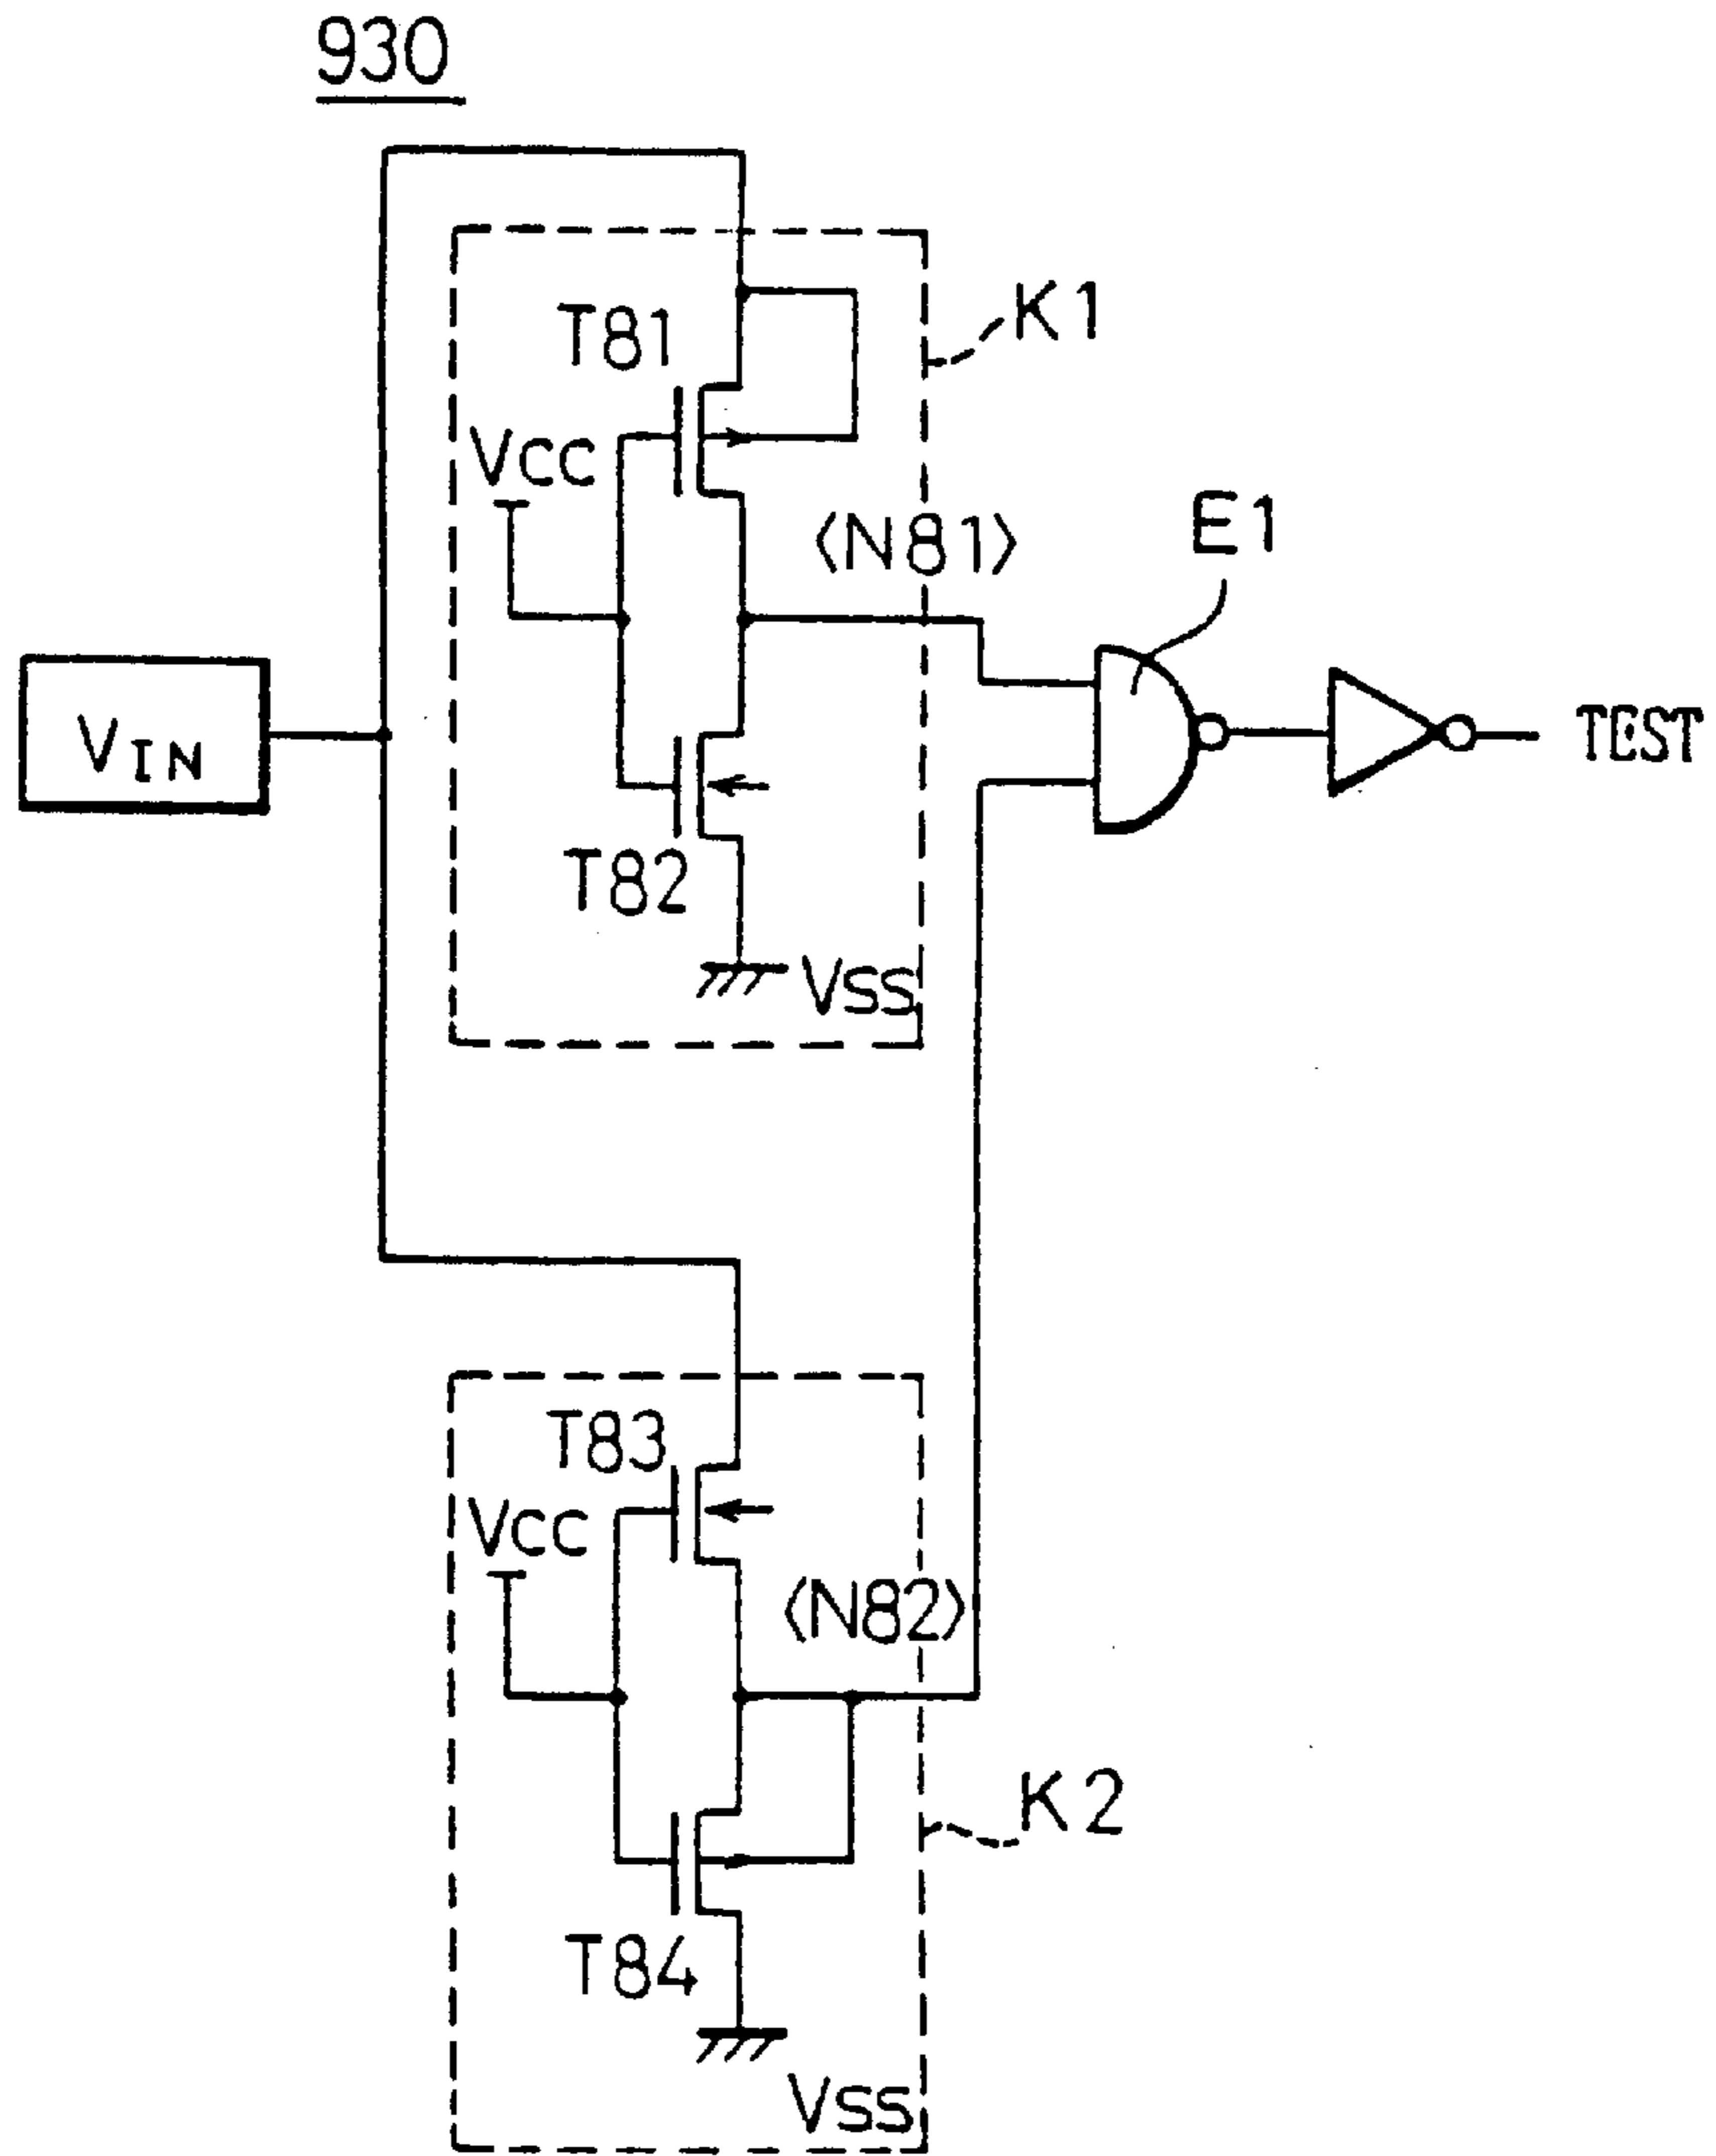 930
T81
K1
VCC
⟨N81⟩
E1
VIN
TEST
T82
VSS
T83
VCC
⟨N82⟩
K2
T84
VSS